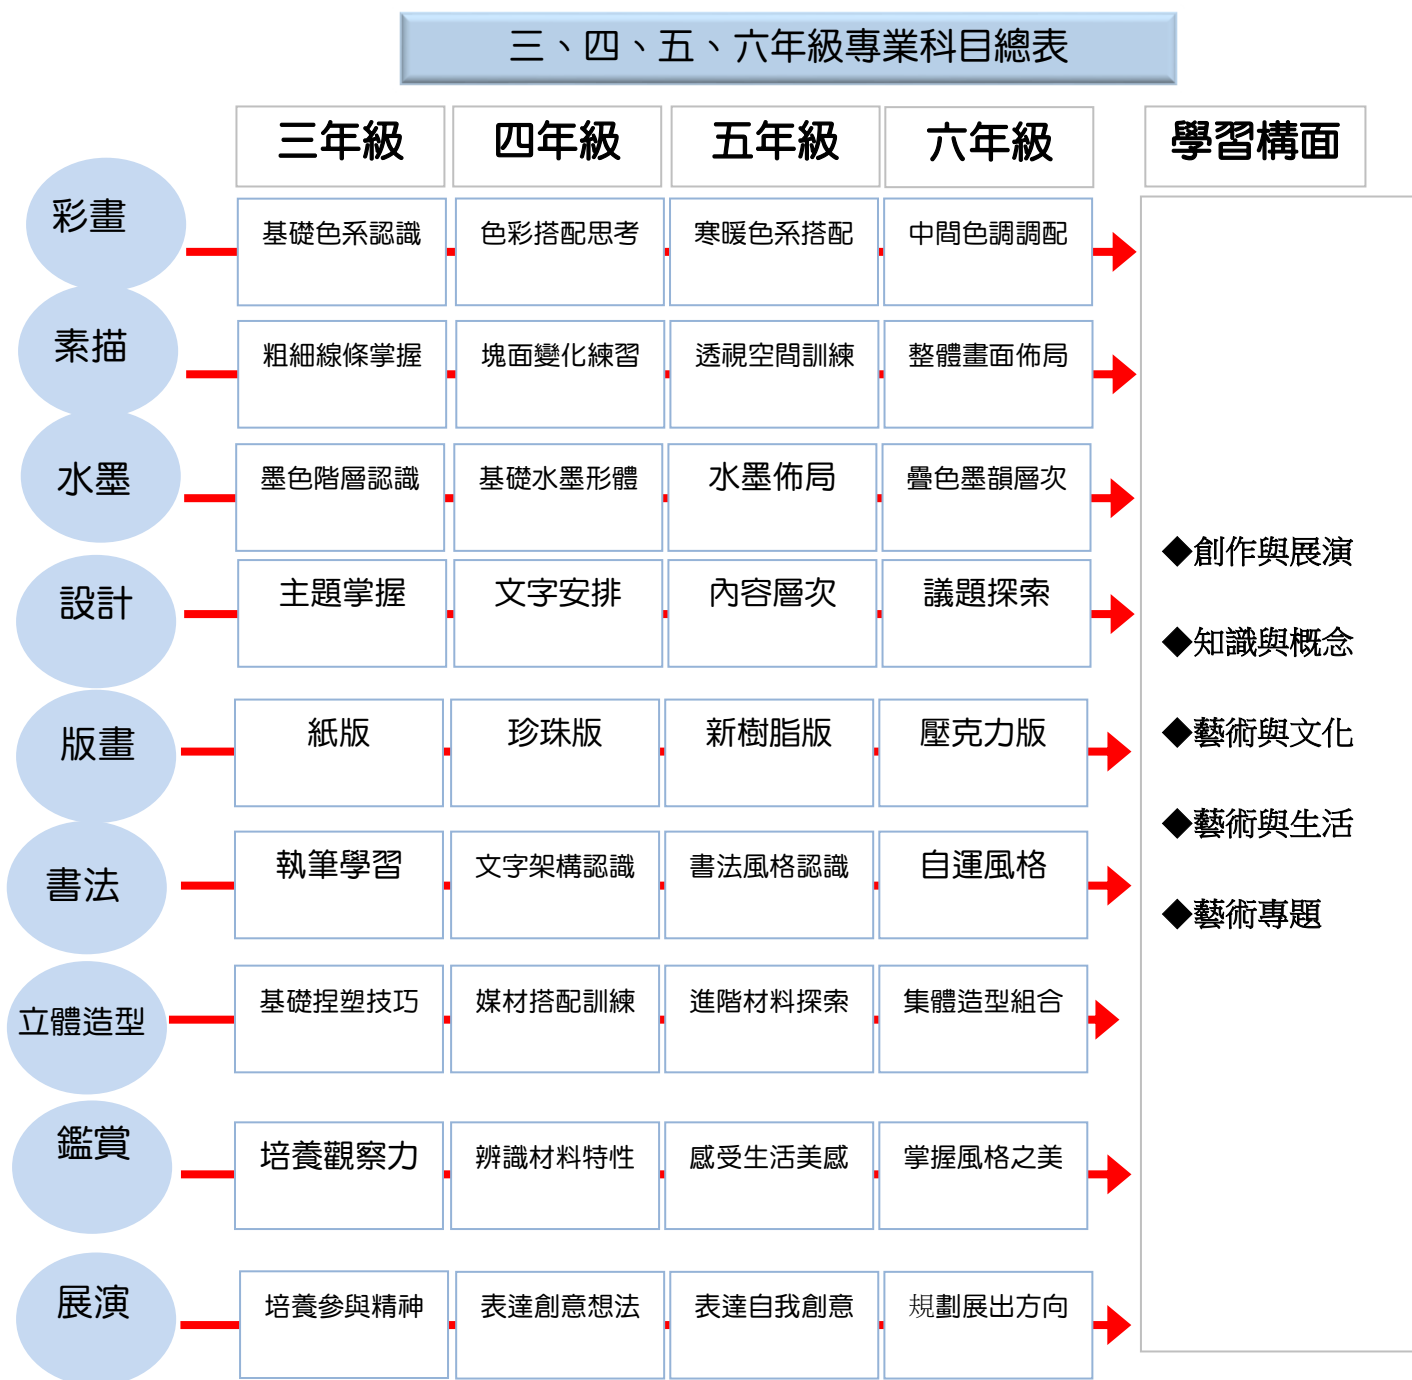 三、四、五、六年級專業科目總表
三年級 四年級 五年級 六年級 學習構面
彩畫 基礎色系認識 色彩搭配思考 寒暖色系搭配 中間色調調配
素描 粗細線條掌握 塊面變化練習 透視空間訓練 整體畫面佈局
水墨 墨色階層認識 基礎水墨形體 水墨佈局 疊色墨韻層次
設計 主題掌握 文字安排 內容層次 議題探索
版畫 紙版 珍珠版 新樹脂版 壓克力版
書法 執筆學習 文字架構認識 書法風格認識 自運風格
立體造型 基礎捏塑技巧 媒材搭配訓練 進階材料探索 集體造型組合
鑑賞 培養觀察力 辨識材料特性 感受生活美感 掌握風格之美
展演 培養參與精神 表達創意想法 表達自我創意 規劃展出方向
◆創作與展演
◆知識與概念
◆藝術與文化
◆藝術與生活
◆藝術專題